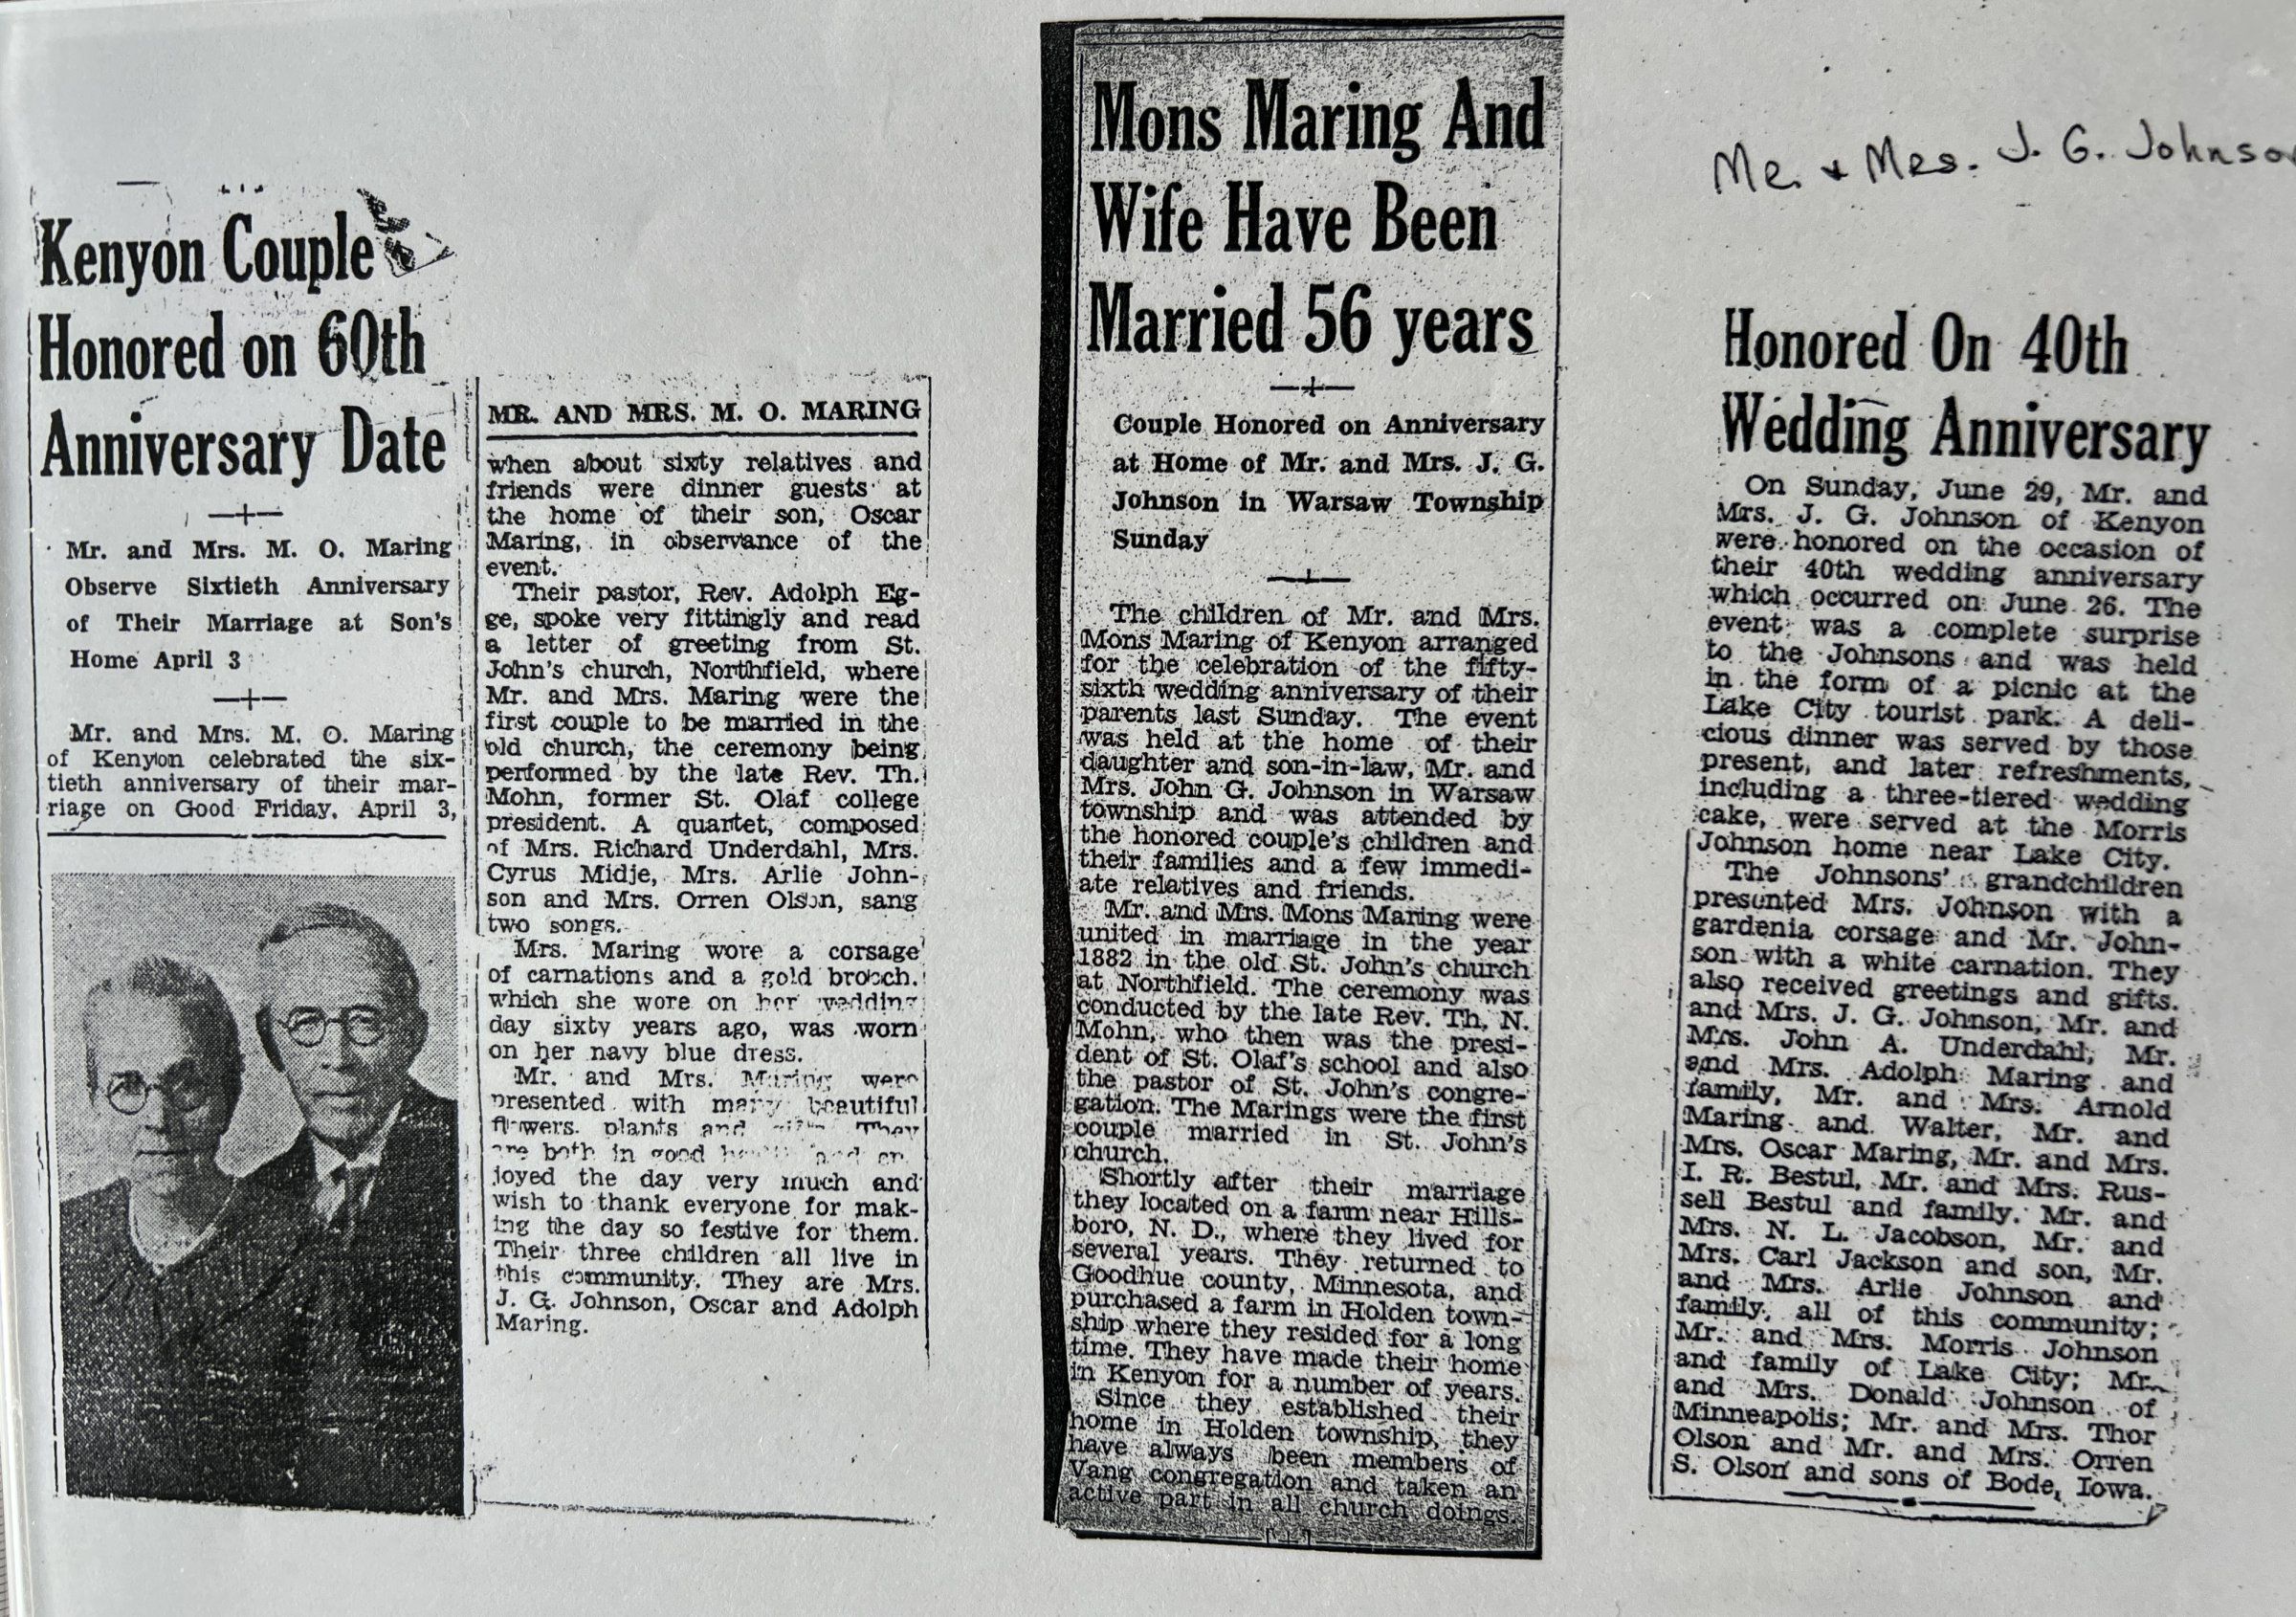 Kenyon Couple
Honored on 60th
Anniversary Date
Mr. and Mrs. M. O. Maring
Observe Sixtieth Anniversary
of Their Marriage at Son's
Home April 3
Mr. and Mrs. M. O. Maring
of Kenyon celebrated the six-
tieth anniversary of their mar-
riage on Good Friday, April 3,
MR. AND MRS. M. O. MARING
when about sixty relatives and
friends were dinner guests at
the home of their son, Oscar
Maring, in observance of the
event.
Their pastor, Rev. Adolph Eg-
ge, spoke very fittingly and read
a letter of greeting from St.
John's church, Northfield, where
Mr. and Mrs. Maring were the
first couple to be married in the
old church, the ceremony being
performed by the late Rev. Th.
Mohn, former St. Olaf college
president. A quartet, composed
of Mrs. Richard Underdahl, Mrs.
Cyrus Midje, Mrs. Arlie John-
son and Mrs. Orren Olson, sang
two songs.
Mrs. Maring wore a corsage
of carnations and a gold brooch.
which she wore on her wedding
day sixty years ago, was worn
on her navy blue dress.
Mr. and Mrs. Maring were
presented with many beautiful
flowers, plants and gifts. They
are both in good health and en-
joyed the day very much and
wish to thank everyone for mak-
ing the day so festive for them.
Their three children all live in
this community. They are Mrs.
J. G. Johnson, Oscar and Adolph
Maring.
Mons Maring And
Wife Have Been
Married 56 years
Couple Honored on Anniversary
at Home of Mr. and Mrs. J. G.
Johnson in Warsaw Township
Sunday
The children of Mr. and Mrs.
Mons Maring of Kenyon arranged
for the celebration of the fifty-
sixth wedding anniversary of their
parents last Sunday. The event
was held at the home of their
daughter and son-in-law, Mr. and
Mrs. John G. Johnson in Warsaw
township and was attended by
the honored couple's children and
their families and a few immedi-
ate relatives and friends.
Mr. and Mrs. Mons Maring were
united in marriage in the year
1882 in the old St. John's church
at Northfield. The ceremony was
conducted by the late Rev. Th. N.
Mohn, who then was the presi-
dent of St. Olaf's school and also
the pastor of St. John's congre-
gation. The Marings were the first
couple married in St. John's
church.
Shortly after their marriage
they located on a farm near Hills-
boro, N. D., where they lived for
several years. They returned to
Goodhue county, Minnesota, and
purchased a farm in Holden town-
ship where they resided for a long
time. They have made their home
in Kenyon for a number of years.
Since they established their
home in Holden township, they
have always been members of
Vang congregation and taken an
active part in all church doings.
Mr. + Mrs. J. G. Johnson
Honored On 40th
Wedding Anniversary
On Sunday, June 29, Mr. and
Mrs. J. G. Johnson of Kenyon
were honored on the occasion of
their 40th wedding anniversary
which occurred on June 26. The
event was a complete surprise
to the Johnsons and was held
in the form of a picnic at the
Lake City tourist park. A deli-
cious dinner was served by those
present, and later refreshments,
including a three-tiered wedding
cake, were served at the Morris
Johnson home near Lake City.
The Johnsons' grandchildren
presented Mrs. Johnson with a
gardenia corsage and Mr. John-
son with a white carnation. They
also received greetings and gifts.
and Mrs. J. G. Johnson, Mr. and
Mrs. John A. Underdahl, Mr.
and Mrs. Adolph Maring and
family, Mr. and Mrs. Arnold
Maring and Walter, Mr. and
Mrs. Oscar Maring, Mr. and Mrs.
I. R. Bestul, Mr. and Mrs. Rus-
sell Bestul and family. Mr. and
Mrs. N. L. Jacobson, Mr. and
Mrs. Carl Jackson and son, Mr.
and Mrs. Arlie Johnson and
family, all of this community;
Mr. and Mrs. Morris Johnson
and family of Lake City; Mr.
and Mrs. Donald Johnson of
Minneapolis; Mr. and Mrs. Thor
Olson and Mr. and Mrs. Orren
S. Olson and sons of Bode, Iowa.